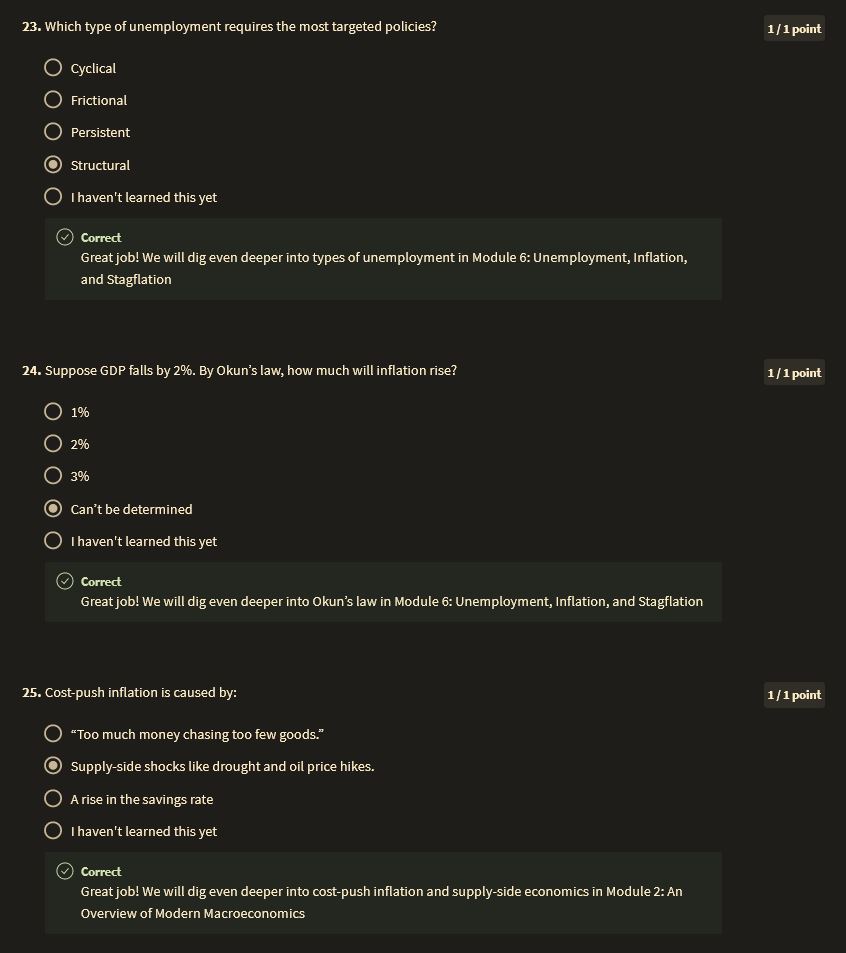 23. Which type of unemployment requires the most targeted policies?
1 / 1 point
Cyclical
Frictional
Persistent
Structural
I haven't learned this yet
Correct
Great job! We will dig even deeper into types of unemployment in Module 6: Unemployment, Inflation,
and Stagflation
24. Suppose GDP falls by 2%. By Okun’s law, how much will inflation rise?
1 / 1 point
1%
2%
3%
Can’t be determined
I haven't learned this yet
Correct
Great job! We will dig even deeper into Okun’s law in Module 6: Unemployment, Inflation, and Stagflation
25. Cost-push inflation is caused by:
1 / 1 point
“Too much money chasing too few goods.”
Supply-side shocks like drought and oil price hikes.
A rise in the savings rate
I haven't learned this yet
Correct
Great job! We will dig even deeper into cost-push inflation and supply-side economics in Module 2: An
Overview of Modern Macroeconomics